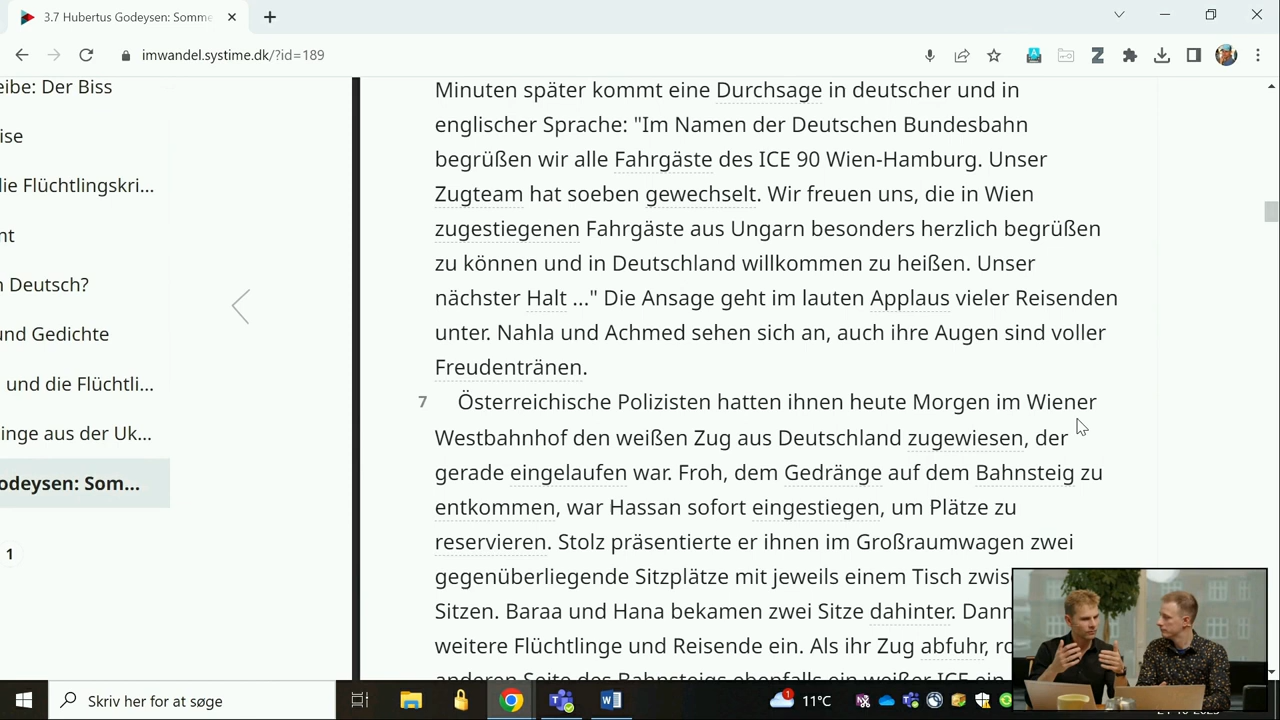 3.7 Hubertus Godeysen: Somme
imwandel.systime.de/?id=189
eibe: Der Biss
ise
ie Flüchtlingskri...
nt
n Deutsch?
und Gedichte
und die Flüchtli...
inge aus der Uk...
odeysen: Som...
1
Minuten später kommt eine Durchsage in deutscher und in
englischer Sprache: "Im Namen der Deutschen Bundesbahn
begrüßen wir alle Fahrgäste des ICE 90 Wien-Hamburg. Unser
Zugteam hat soeben gewechselt. Wir freuen uns, die in Wien
zugestiegenen Fahrgäste aus Ungarn besonders herzlich begrüßen
zu können und in Deutschland willkommen zu heißen. Unser
nächster Halt ..." Die Ansage geht im lauten Applaus vieler Reisenden
unter. Nahla und Achmed sehen sich an, auch ihre Augen sind voller
Freudentränen.
7 Österreichische Polizisten hatten ihnen heute Morgen im Wiener
Westbahnhof den weißen Zug aus Deutschland zugewiesen, der
gerade eingelaufen war. Froh, dem Gedränge auf dem Bahnsteig zu
entkommen, war Hassan sofort eingestiegen, um Plätze zu
reservieren. Stolz präsentierte er ihnen im Großraumwagen zwei
gegenüberliegende Sitzplätze mit jeweils einem Tisch zwis
Sitzen. Baraa und Hana bekamen zwei Sitze dahinter. Dann
weitere Flüchtlinge und Reisende ein. Als ihr Zug abfuhr, ro
Skriv her for at søge
1
11°C